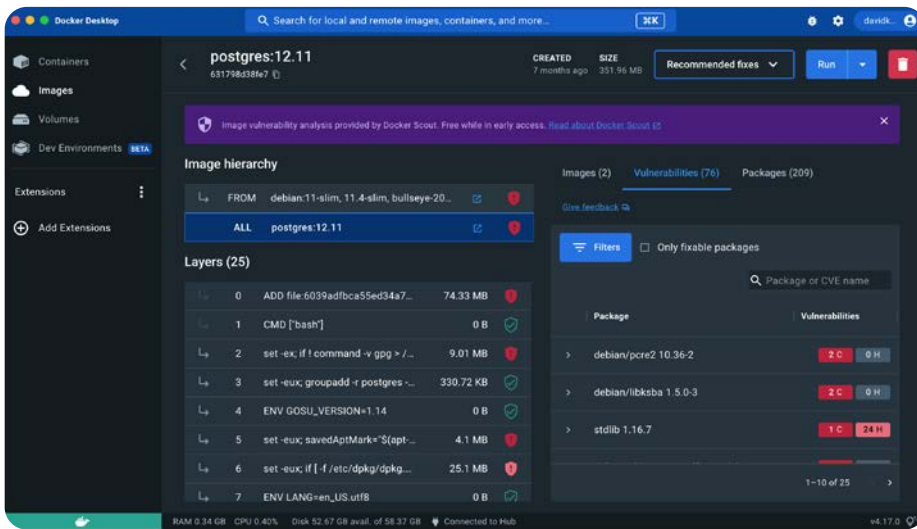 Docker Desktop
Search for local and remote images, containers, and more...
⌘K
davidk...
Containers
Images
Volumes
Dev Environments BETA
Extensions
Add Extensions
postgres:12.11
631798d38fe7
CREATED
7 months ago
SIZE
351.96 MB
Recommended fixes
Run
Image vulnerability analysis provided by Docker Scout. Free while in early access. Read about Docker Scout
Image hierarchy
FROM debian:11-slim, 11.4-slim, bullseye-20...
ALL postgres:12.11
Layers (25)
0 ADD file:6039adfbca55ed34a7... 74.33 MB
1 CMD ["bash"] 0 B
2 set -ex; if ! command -v gpg > /... 9.01 MB
3 set -eux; groupadd -r postgres -... 330.72 KB
4 ENV GOSU_VERSION=1.14 0 B
5 set -eux; savedAptMark="$(apt-... 4.1 MB
6 set -eux; if [ -f /etc/dpkg/dpkg.... 25.1 MB
7 ENV LANG=en_US.utf8 0 B
Images (2)
Vulnerabilities (76)
Packages (209)
Give feedback
Filters
Only fixable packages
Package or CVE name
Package Vulnerabilities
debian/pcre2 10.36-2 2 C 0 H
debian/libksba 1.5.0-3 2 C 0 H
stdlib 1.16.7 1 C 24 H
1–10 of 25
RAM 0.34 GB CPU 0.40% Disk 52.67 GB avail. of 58.37 GB Connected to Hub
v4.17.0